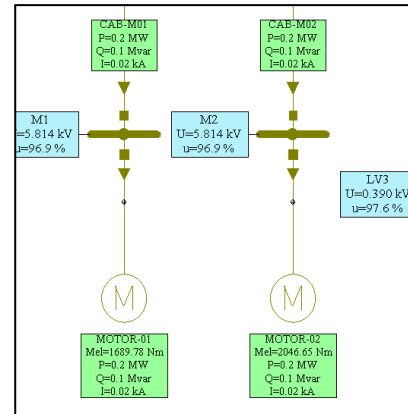 CAB-M01
P=0.2 MW
Q=0.1 Mvar
I=0.02 kA
CAB-M02
P=0.2 MW
Q=0.1 Mvar
I=0.02 kA
M1
=5.814 kV
u=96.9 %
M2
U=5.814 kV
u=96.9 %
LV3
U=0.390 kV
u=97.6 %
M
M
MOTOR-01
Mel=1689.78 Nm
P=0.2 MW
Q=0.1 Mvar
I=0.02 kA
MOTOR-02
Mel=2046.65 Nm
P=0.2 MW
Q=0.1 Mvar
I=0.02 kA